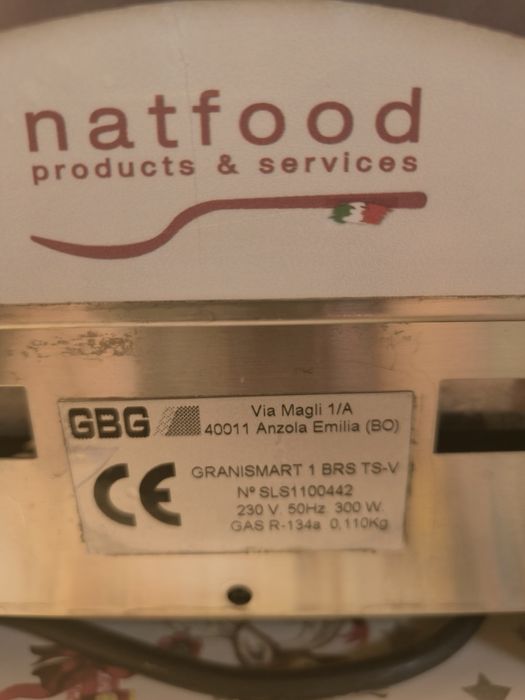 natfood
products & services
GBG
Via Magli 1/A
40011 Anzola Emilia (BO)
CE
GRANISMART 1 BRS TS-V
Nº SLS1100442
230 V. 50Hz 300 W.
GAS R-134a 0,110Kg